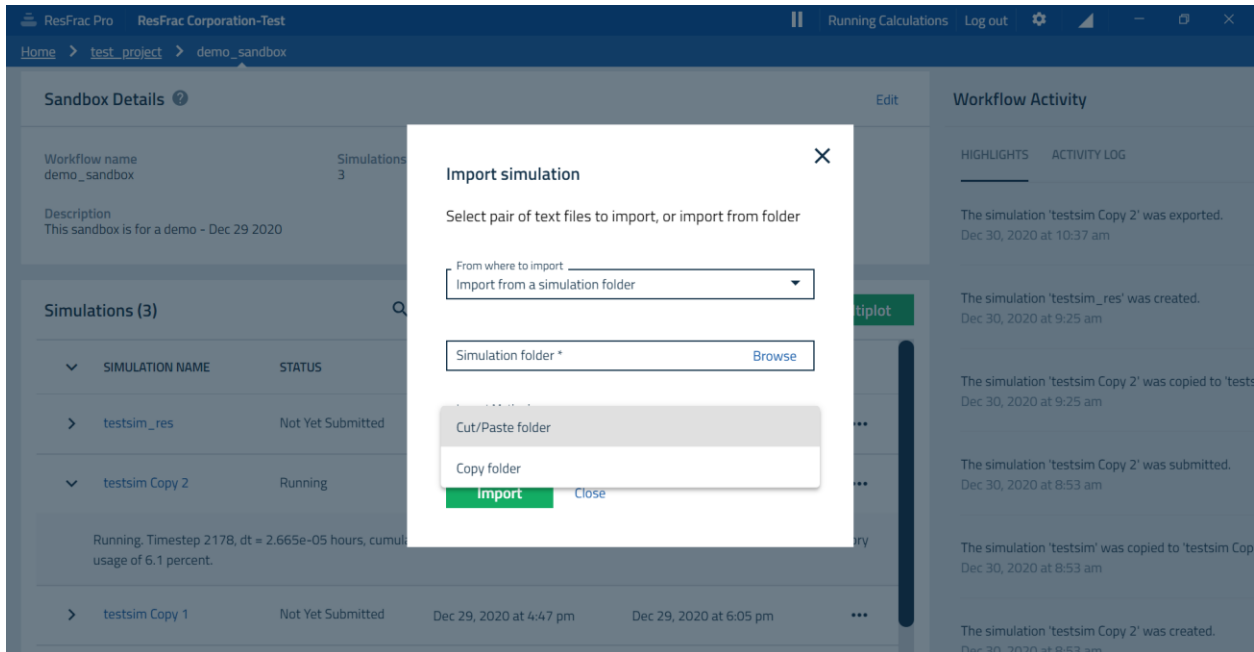 ResFrac Pro ResFrac Corporation-Test Running Calculations Log out
Home > test_project > demo_sandbox
Sandbox Details ? Edit
Workflow name Simulations
demo_sandbox 3
Description
This sandbox is for a demo - Dec 29 2020
Workflow Activity
HIGHLIGHTS ACTIVITY LOG
The simulation 'testsim Copy 2' was exported.
Dec 30, 2020 at 10:37 am
The simulation 'testsim_res' was created.
Dec 30, 2020 at 9:25 am
The simulation 'testsim Copy 2' was copied to 'tests
Dec 30, 2020 at 9:25 am
The simulation 'testsim Copy 2' was submitted.
Dec 30, 2020 at 8:53 am
The simulation 'testsim' was copied to 'testsim Cop
Dec 30, 2020 at 8:53 am
The simulation 'testsim Copy 2' was created.
Dec 30, 2020 at 8:53 am
Import simulation
Select pair of text files to import, or import from folder
From where to import
Import from a simulation folder
Simulation folder * Browse
Cut/Paste folder
Copy folder
Import Close
Simulations (3) tiplot
SIMULATION NAME STATUS
testsim_res Not Yet Submitted
testsim Copy 2 Running
Running. Timestep 2178, dt = 2.665e-05 hours, cumula ory
usage of 6.1 percent.
testsim Copy 1 Not Yet Submitted Dec 29, 2020 at 4:47 pm Dec 29, 2020 at 6:05 pm